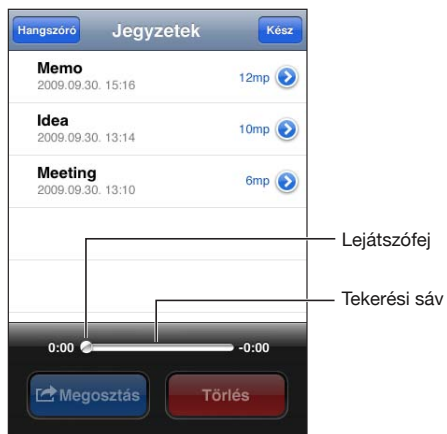 Hangszóró Jegyzetek Kész
Memo
2009.09.30. 15:16 12mp
Idea
2009.09.30. 13:14 10mp
Meeting
2009.09.30. 13:10 6mp
Lejátszófej
Tekerési sáv
0:00 -0:00
Megosztás Törlés